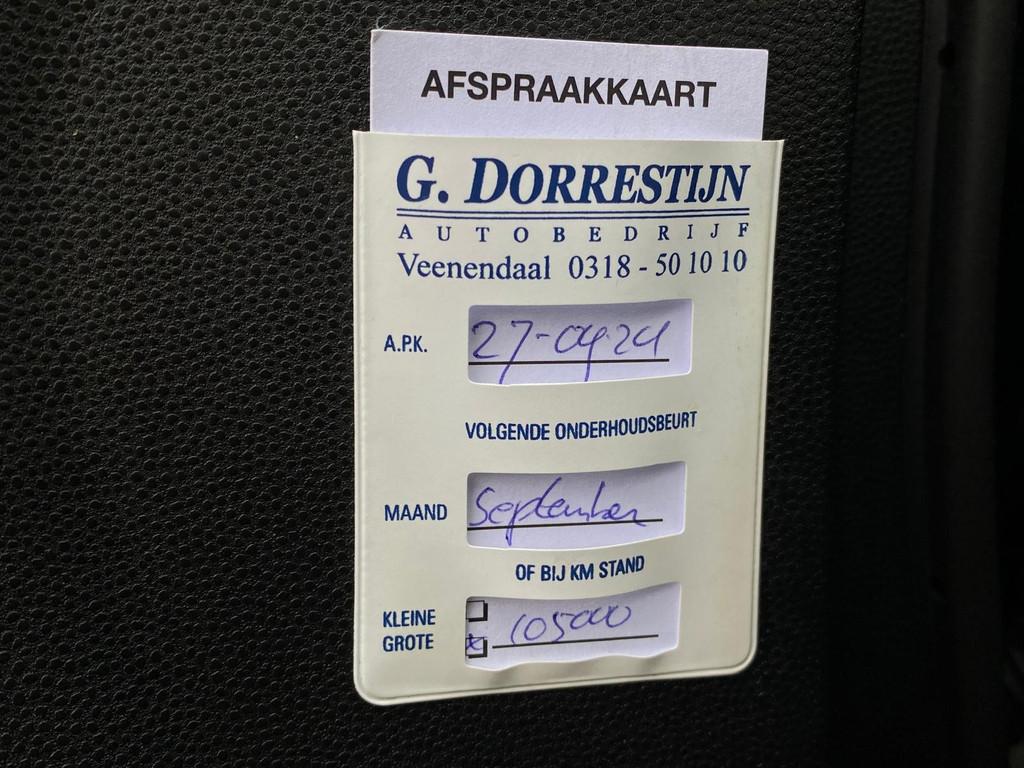 AFSPRAAKKAART
G. DORRESTIJN
AUTOBEDRIJF
Veenendaal 0318 - 50 10 10
A.P.K. 27-04-24
VOLGENDE ONDERHOUDSBEURT
MAAND September
OF BIJ KM STAND
KLEINE
GROTE x 105000